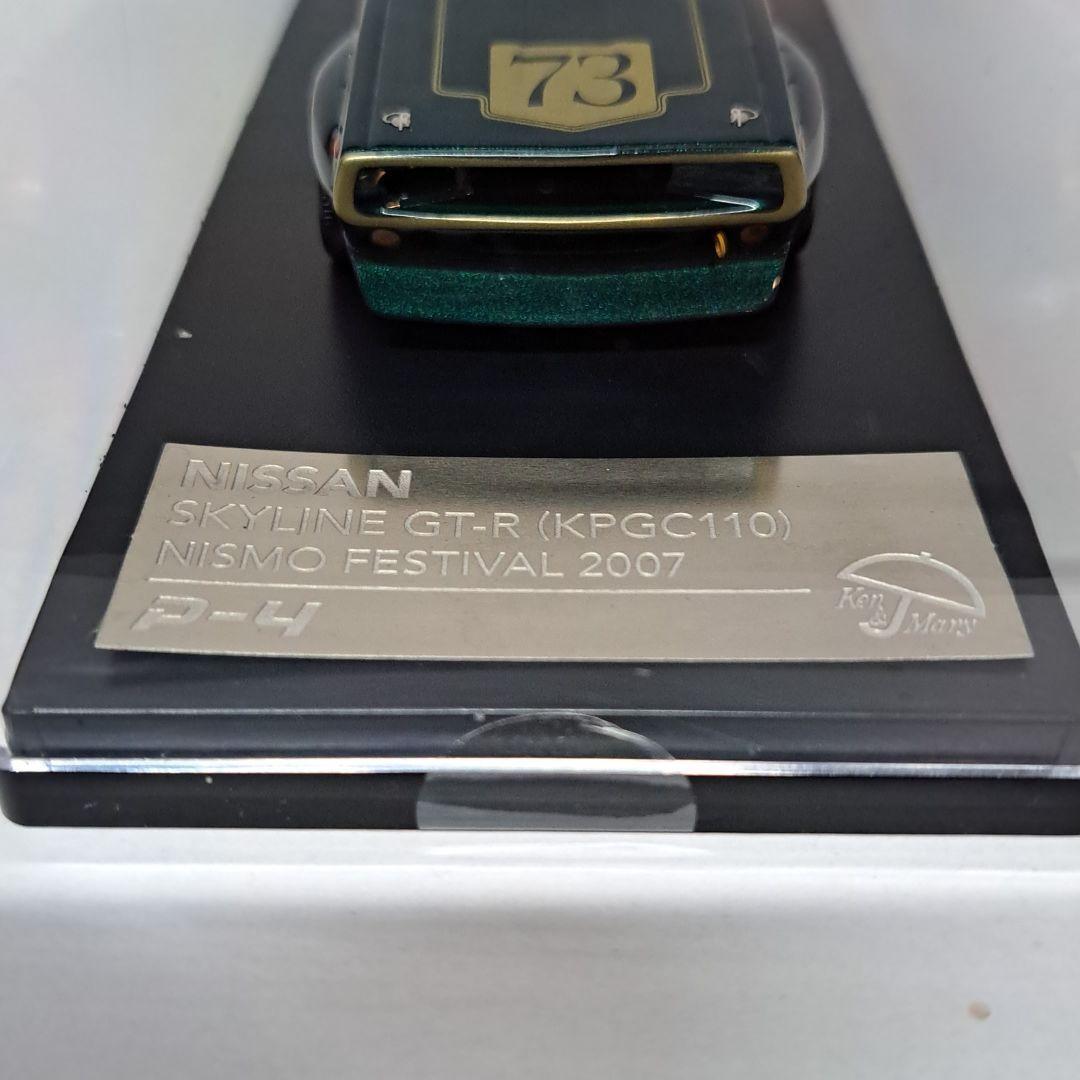 73
NISSAN
SKYLINE GT-R (KPGC110)
NISMO FESTIVAL 2007
P-4
Ken
&
Mary